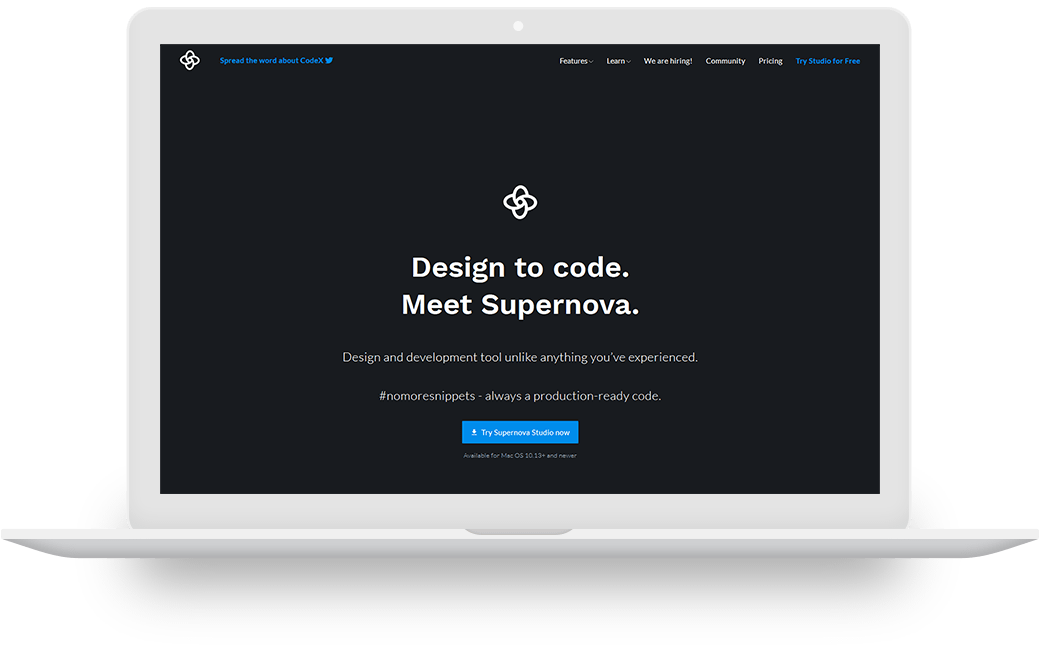 Spread the word about CodeX
Features Learn We are hiring! Community Pricing Try Studio for Free
Design to code.
Meet Supernova.
Design and development tool unlike anything you've experienced.
#nomoresnippets - always a production-ready code.
Try Supernova Studio now
Available for Mac OS 10.13+ and newer